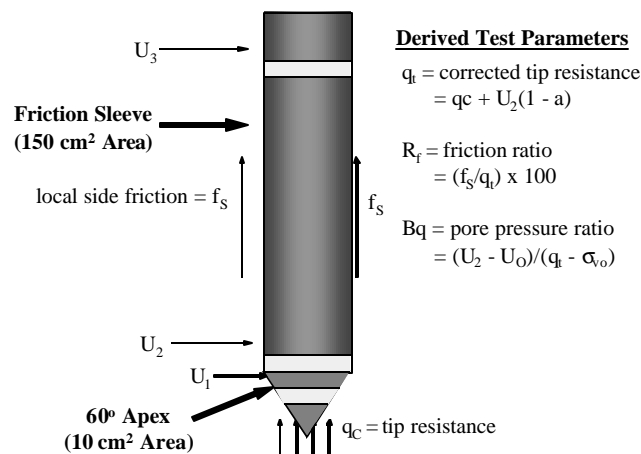 U₃
Friction Sleeve
(150 cm² Area)
local side friction = fS
fS
U₂
U₁
60º Apex
(10 cm² Area)
qC = tip resistance
Derived Test Parameters
qt = corrected tip resistance
= qc + U₂(1 - a)
Rf = friction ratio
= (fS/qt) x 100
Bq = pore pressure ratio
= (U₂ - UO)/(qt - σvo)